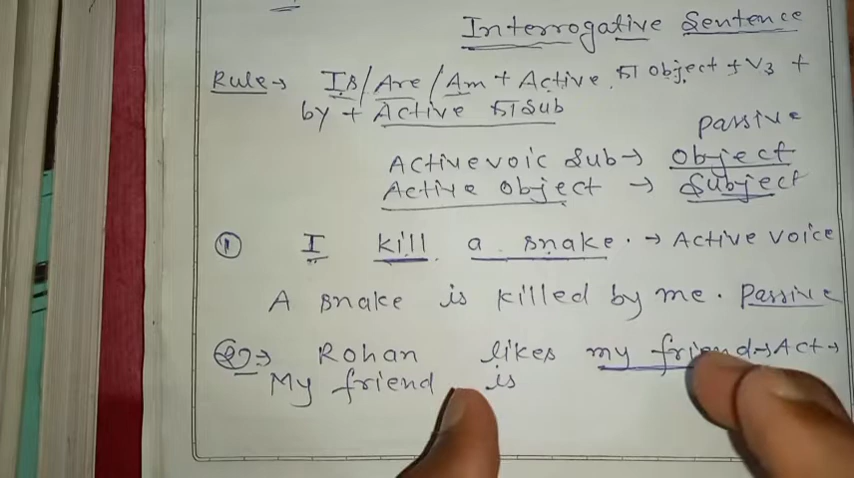 Interrogative Sentence
Rule → Is/Are/Am + Active का object + V3 +
by + Active का Sub
passive
Active voic Sub → object
Active object → Subject
① I kill a snake. → Active voice
A snake is killed by me. Passive
② → Rohan likes my friend → Act →
My friend is